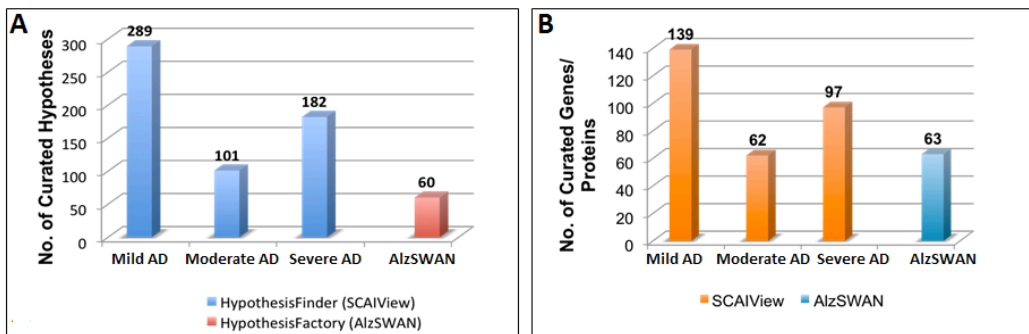 A
No. of Curated Hypotheses
300
250
200
150
100
50
0
289
101
182
60
Mild AD Moderate AD Severe AD AlzSWAN
HypothesisFinder (SCAIView)
HypothesisFactory (AlzSWAN)
B
No. of Curated Genes/
Proteins
140
120
100
80
60
40
20
0
139
62
97
63
Mild AD Moderate AD Severe AD AlzSWAN
SCAIView AlzSWAN